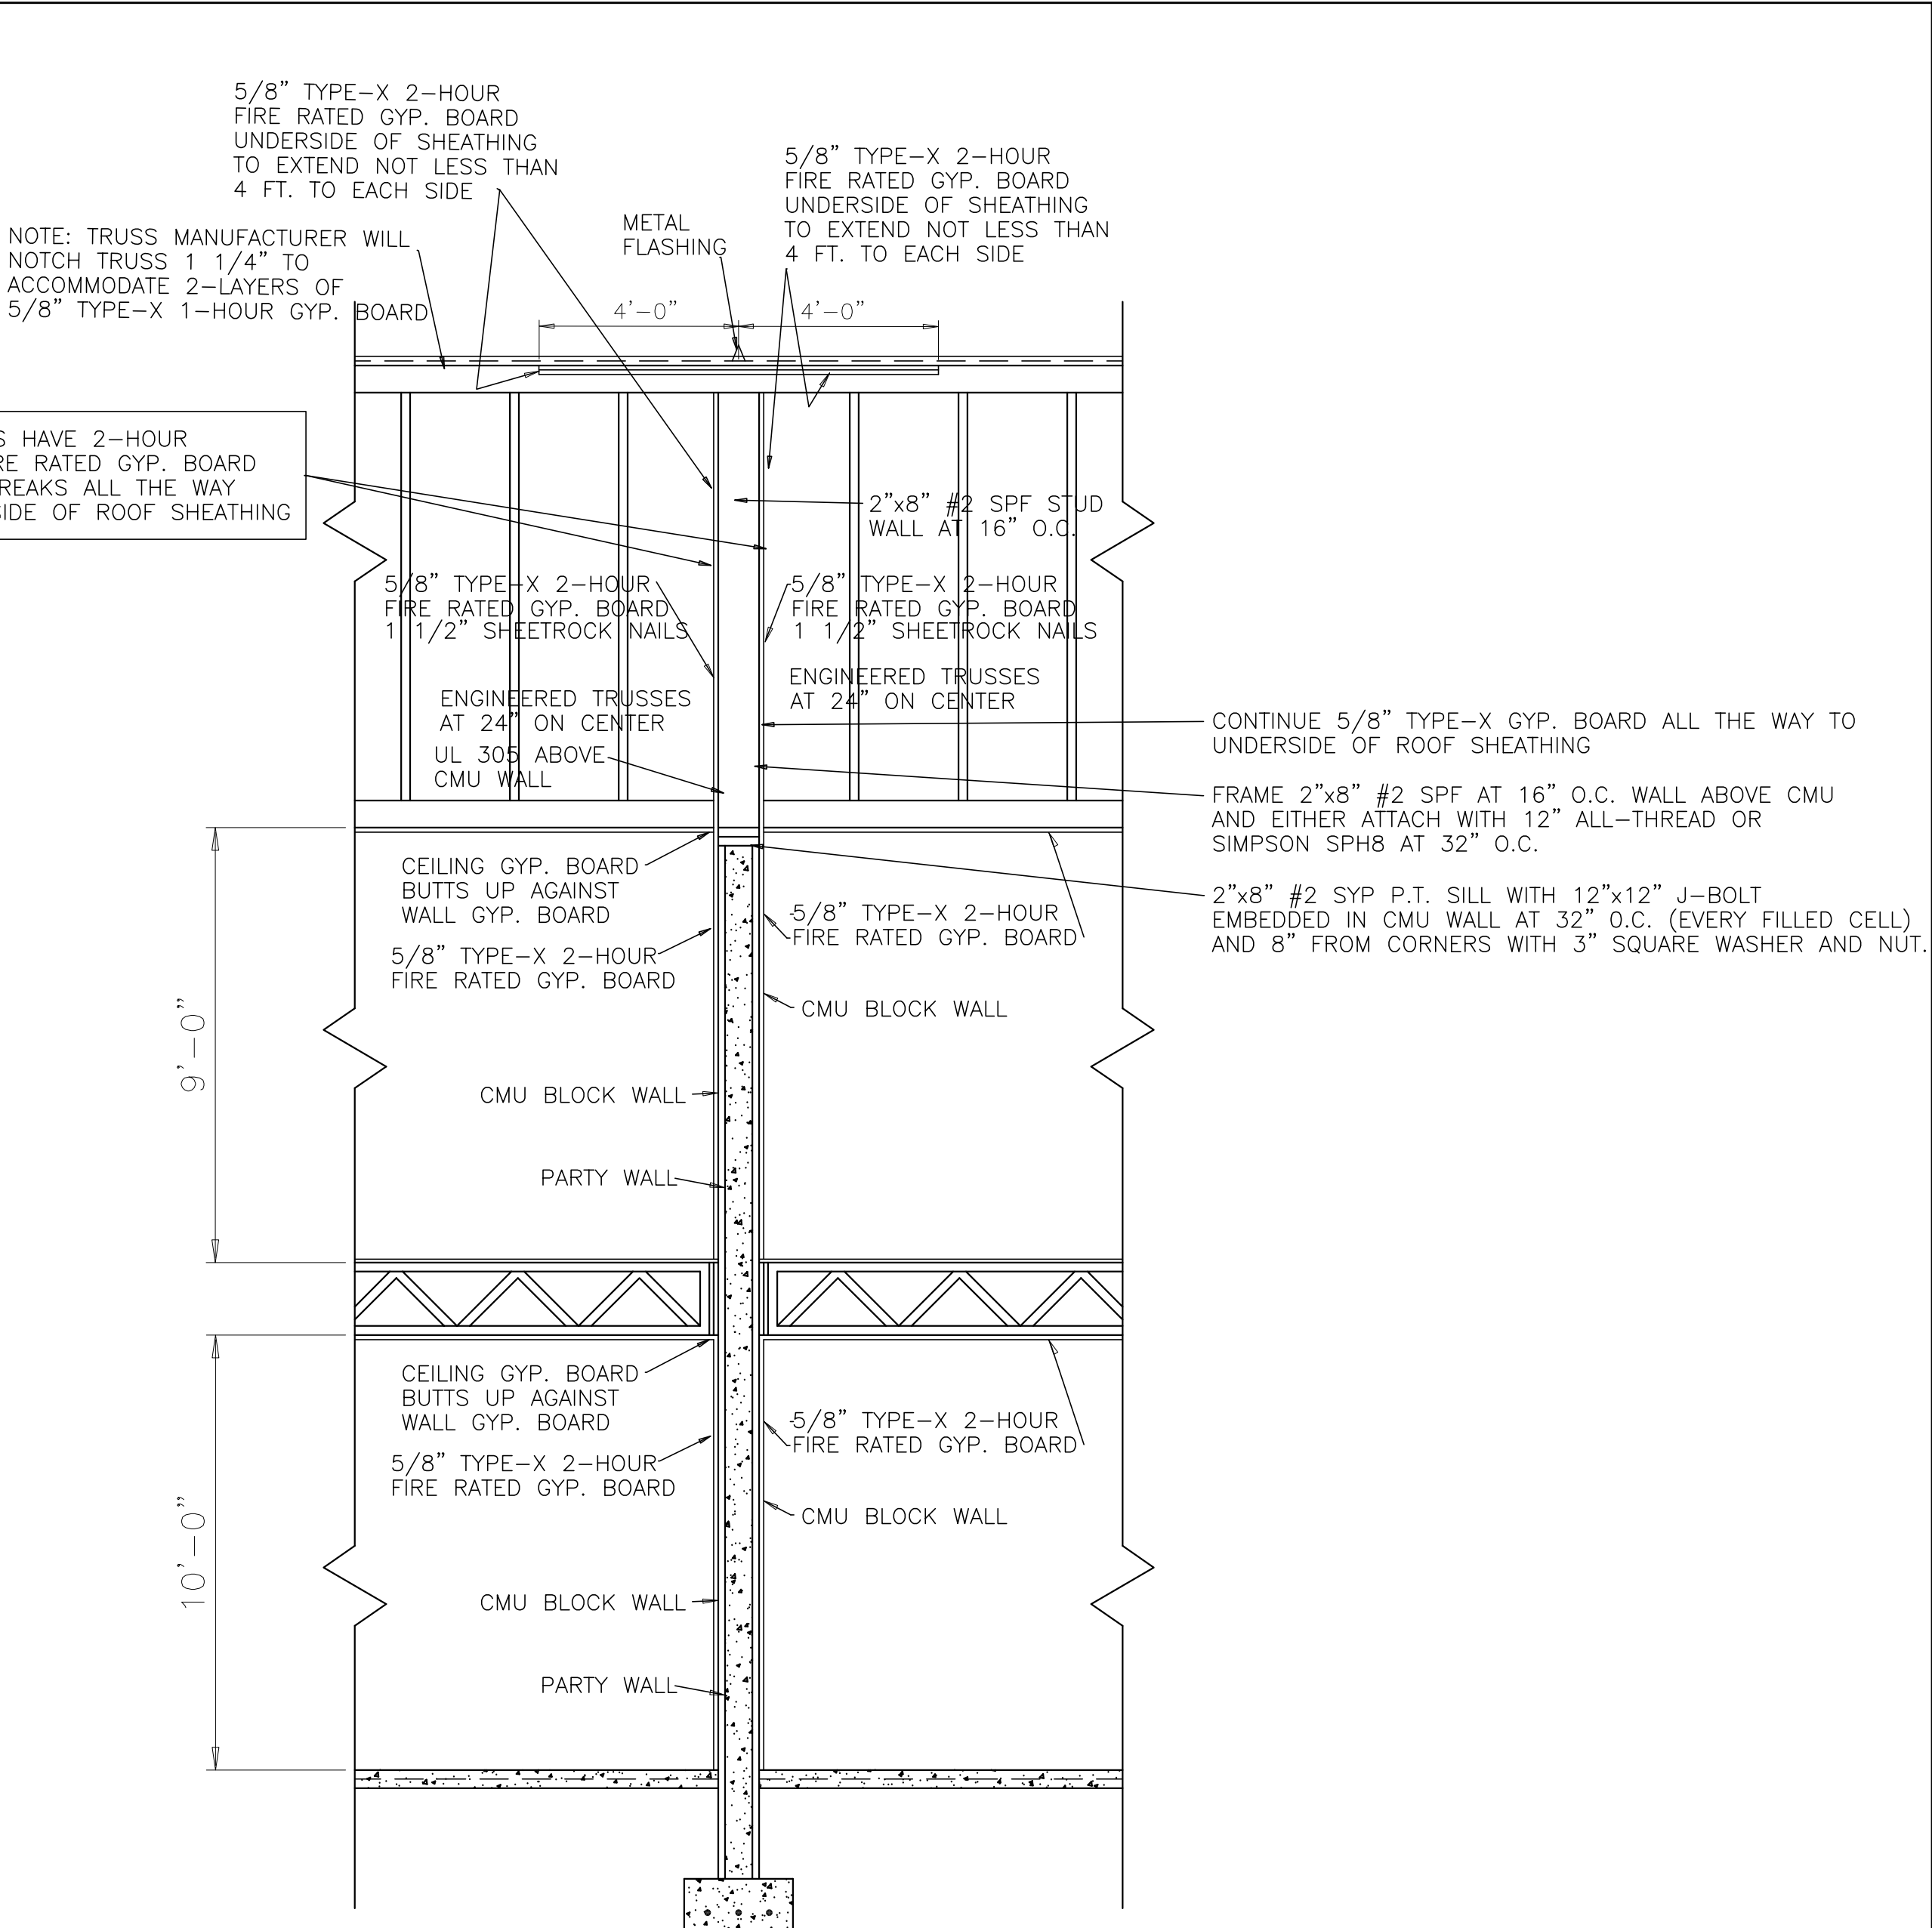 5/8” TYPE-X 2-HOUR
FIRE RATED GYP. BOARD
UNDERSIDE OF SHEATHING
TO EXTEND NOT LESS THAN
4 FT. TO EACH SIDE
5/8” TYPE-X 2-HOUR
FIRE RATED GYP. BOARD
UNDERSIDE OF SHEATHING
TO EXTEND NOT LESS THAN
4 FT. TO EACH SIDE
METAL
FLASHING
NOTE: TRUSS MANUFACTURER WILL
NOTCH TRUSS 1 1/4” TO
ACCOMMODATE 2-LAYERS OF
5/8” TYPE-X 1-HOUR GYP. BOARD
4'-0”
4'-0”
HAVE 2-HOUR
RATED GYP. BOARD
ALL THE WAY
OF ROOF SHEATHING
2”x8” #2 SPF STUD
WALL AT 16” O.C.
5/8” TYPE-X 2-HOUR
FIRE RATED GYP. BOARD
1 1/2” SHEETROCK NAILS
5/8” TYPE-X 2-HOUR
FIRE RATED GYP. BOARD
1 1/2” SHEETROCK NAILS
ENGINEERED TRUSSES
AT 24” ON CENTER
ENGINEERED TRUSSES
AT 24” ON CENTER
UL 305 ABOVE
CMU WALL
CONTINUE 5/8” TYPE-X GYP. BOARD ALL THE WAY TO
UNDERSIDE OF ROOF SHEATHING
FRAME 2”x8” #2 SPF AT 16” O.C. WALL ABOVE CMU
AND EITHER ATTACH WITH 12” ALL-THREAD OR
SIMPSON SPH8 AT 32” O.C.
2”x8” #2 SYP P.T. SILL WITH 12”x12” J-BOLT
EMBEDDED IN CMU WALL AT 32” O.C. (EVERY FILLED CELL)
AND 8” FROM CORNERS WITH 3” SQUARE WASHER AND NUT.
CEILING GYP. BOARD
BUTTS UP AGAINST
WALL GYP. BOARD
5/8” TYPE-X 2-HOUR
FIRE RATED GYP. BOARD
5/8” TYPE-X 2-HOUR
FIRE RATED GYP. BOARD
CMU BLOCK WALL
9'-0”
CMU BLOCK WALL
PARTY WALL
CEILING GYP. BOARD
BUTTS UP AGAINST
WALL GYP. BOARD
5/8” TYPE-X 2-HOUR
FIRE RATED GYP. BOARD
5/8” TYPE-X 2-HOUR
FIRE RATED GYP. BOARD
CMU BLOCK WALL
10'-0”
CMU BLOCK WALL
PARTY WALL